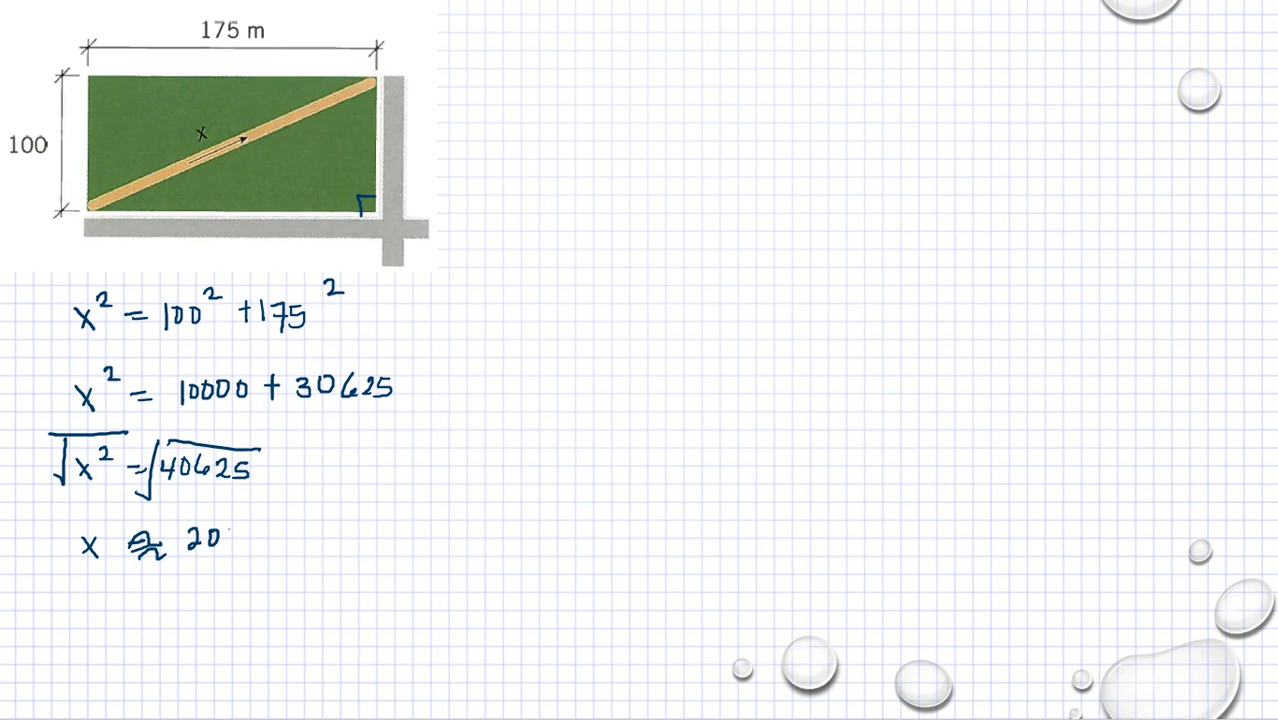 175 m
100
x
x² = 100² + 175²
x² = 10000 + 30625
√x² = √40625
x ≈ 20